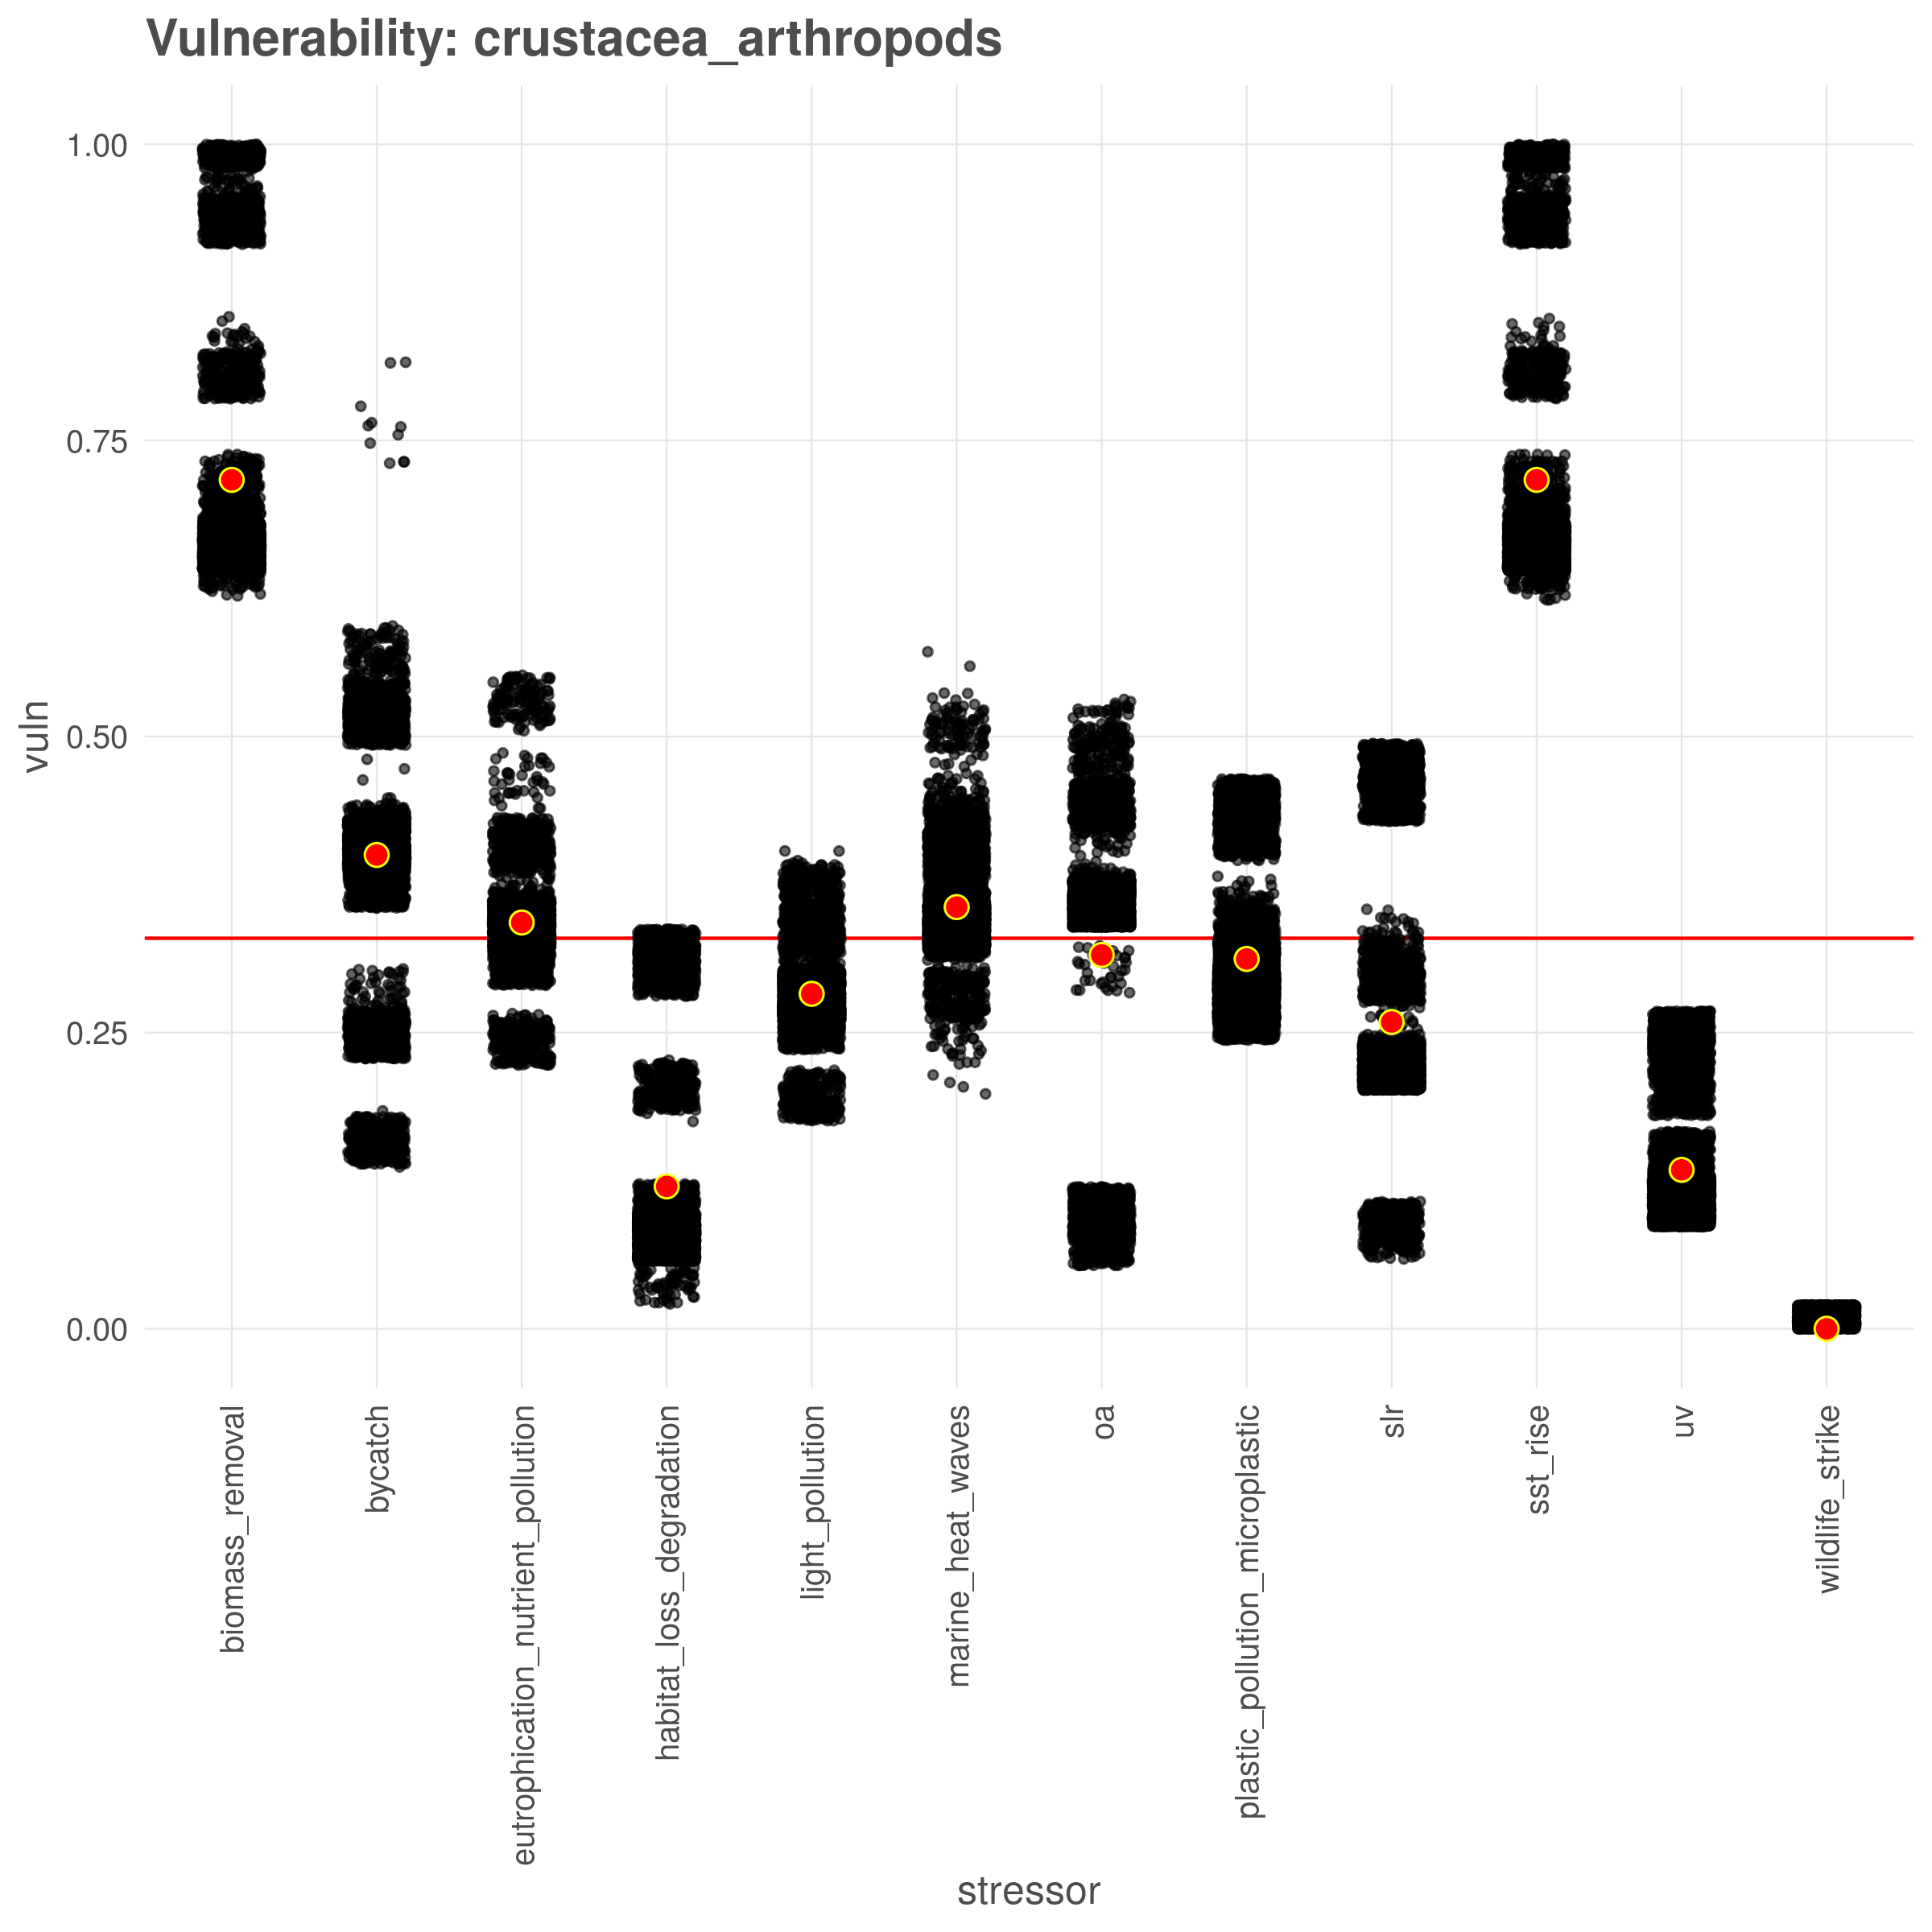 Vulnerability: crustacea_arthropods
vuln
1.00
0.75
0.50
0.25
0.00
biomass_removal
bycatch
eutrophication_nutrient_pollution
habitat_loss_degradation
light_pollution
marine_heat_waves
oa
plastic_pollution_microplastic
slr
sst_rise
uv
wildlife_strike
stressor